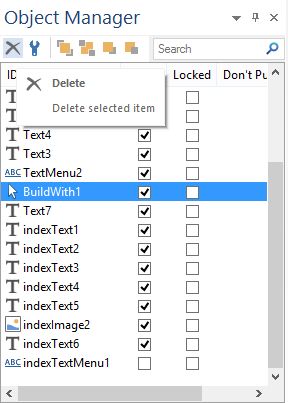 Object Manager
Search
ID
Locked
Don't Pu
Delete
Delete selected item
Text4
Text3
ABC TextMenu2
BuildWith1
Text7
indexText1
indexText2
indexText3
indexText4
indexText5
indexImage2
indexText6
ABC indexTextMenu1